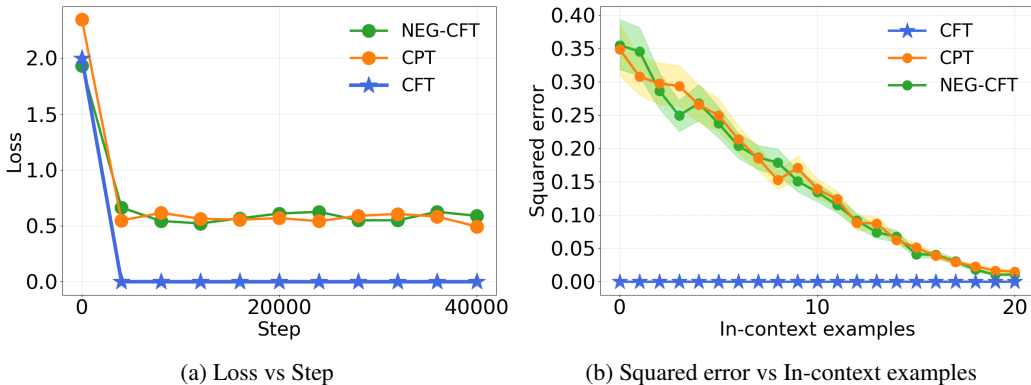 2.0
1.5
1.0
0.5
0.0
Loss
0
20000
40000
Step
NEG-CFT
CPT
CFT
(a) Loss vs Step
0.40
0.35
0.30
0.25
0.20
0.15
0.10
0.05
0.00
Squared error
0
10
20
In-context examples
CFT
CPT
NEG-CFT
(b) Squared error vs In-context examples